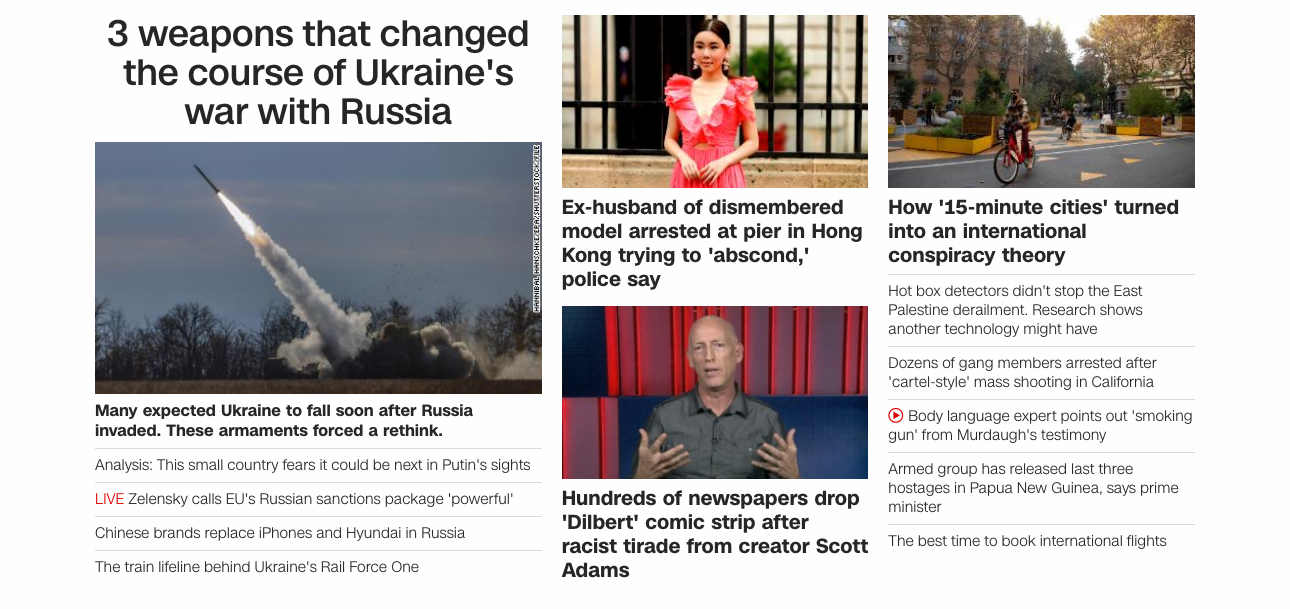 3 weapons that changed
the course of Ukraine's
war with Russia
HANNIBAL HANSCHKE/EPA/SHUTTERSTOCK/FILE
Many expected Ukraine to fall soon after Russia
invaded. These armaments forced a rethink.
Analysis: This small country fears it could be next in Putin's sights
LIVE Zelensky calls EU's Russian sanctions package 'powerful'
Chinese brands replace iPhones and Hyundai in Russia
The train lifeline behind Ukraine's Rail Force One
Ex-husband of dismembered
model arrested at pier in Hong
Kong trying to 'abscond,'
police say
Hundreds of newspapers drop
'Dilbert' comic strip after
racist tirade from creator Scott
Adams
How '15-minute cities' turned
into an international
conspiracy theory
Hot box detectors didn't stop the East
Palestine derailment. Research shows
another technology might have
Dozens of gang members arrested after
'cartel-style' mass shooting in California
Body language expert points out 'smoking
gun' from Murdaugh's testimony
Armed group has released last three
hostages in Papua New Guinea, says prime
minister
The best time to book international flights